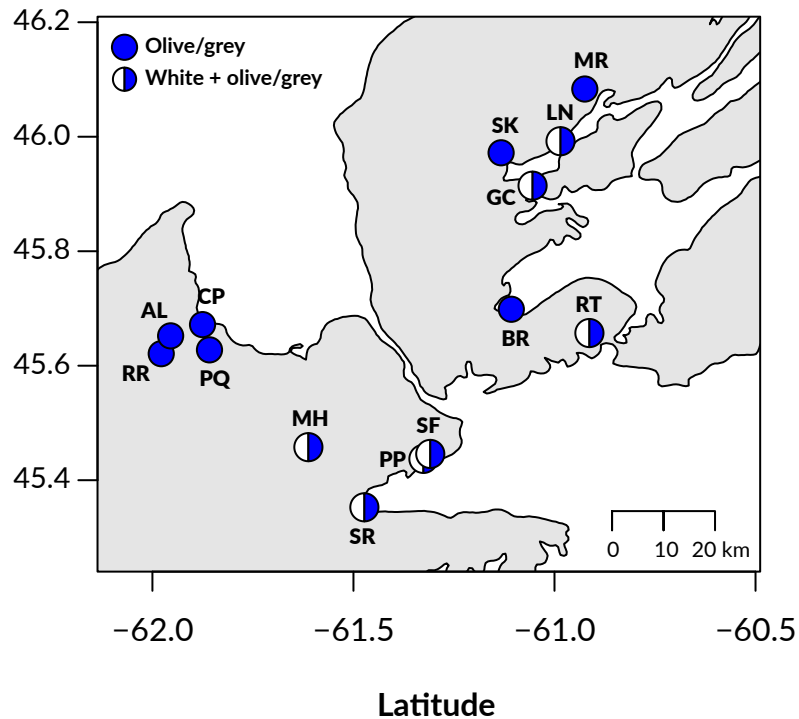 46.2
Olive/grey
White + olive/grey
MR
LN
SK
46.0
GC
45.8
CP
AL
RT
BR
45.6
RR
PQ
MH
SF
PP
45.4
SR
0 10 20 km
−62.0 −61.5 −61.0 −60.5
Latitude